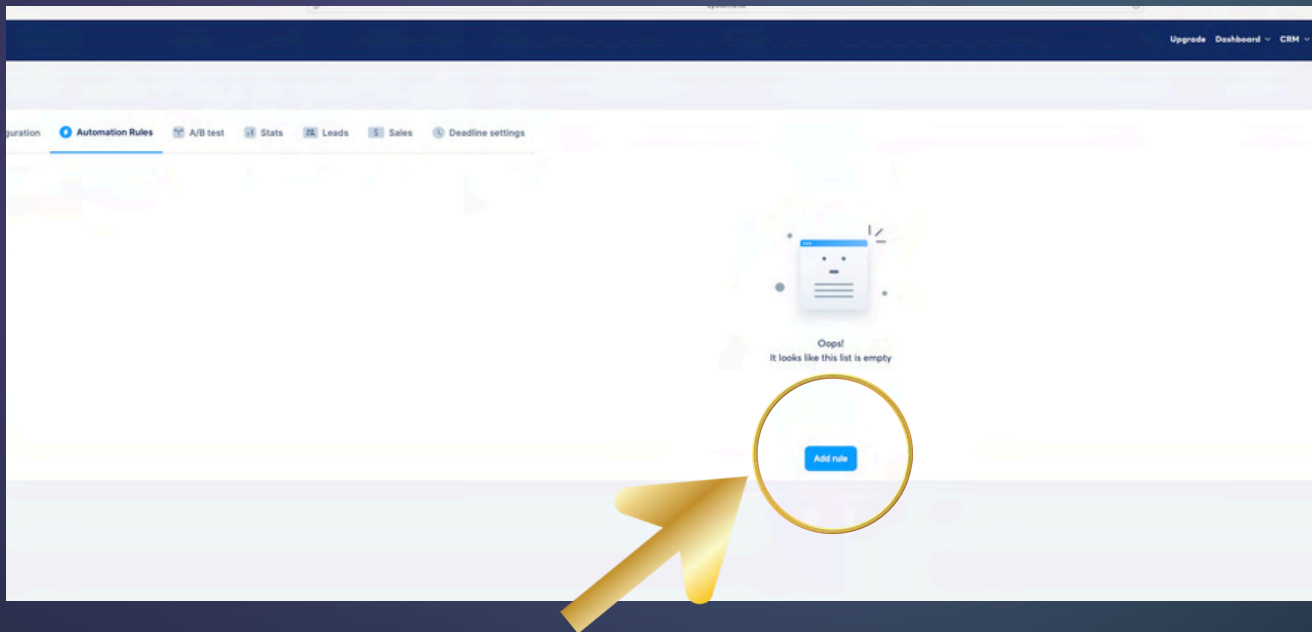 Upgrade Dashboard CRM
guration Automation Rules A/B test Stats Leads Sales Deadline settings
Oops!
It looks like this list is empty
Add rule